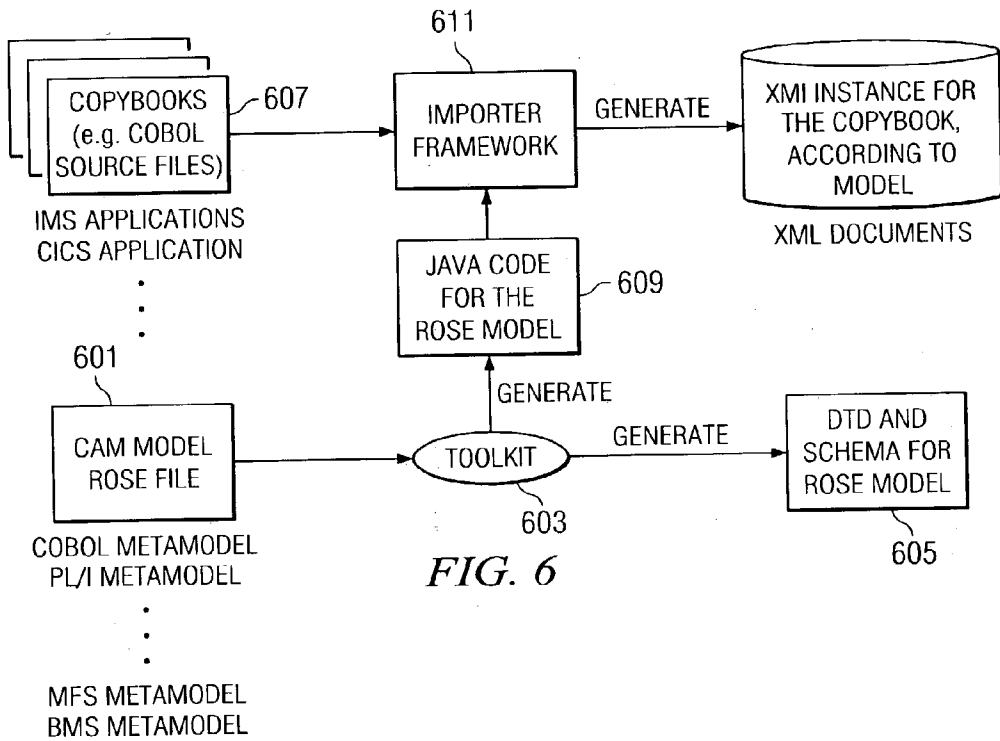 611
COPYBOOKS
(e.g. COBOL
SOURCE FILES)
607
IMPORTER
FRAMEWORK
GENERATE
XMI INSTANCE FOR
THE COPYBOOK,
ACCORDING TO
MODEL
IMS APPLICATIONS
CICS APPLICATION
XML DOCUMENTS
JAVA CODE
FOR THE
ROSE MODEL
609
601
GENERATE
CAM MODEL
ROSE FILE
TOOLKIT
603
GENERATE
DTD AND
SCHEMA FOR
ROSE MODEL
605
COBOL METAMODEL
PL/I METAMODEL
FIG. 6
MFS METAMODEL
BMS METAMODEL